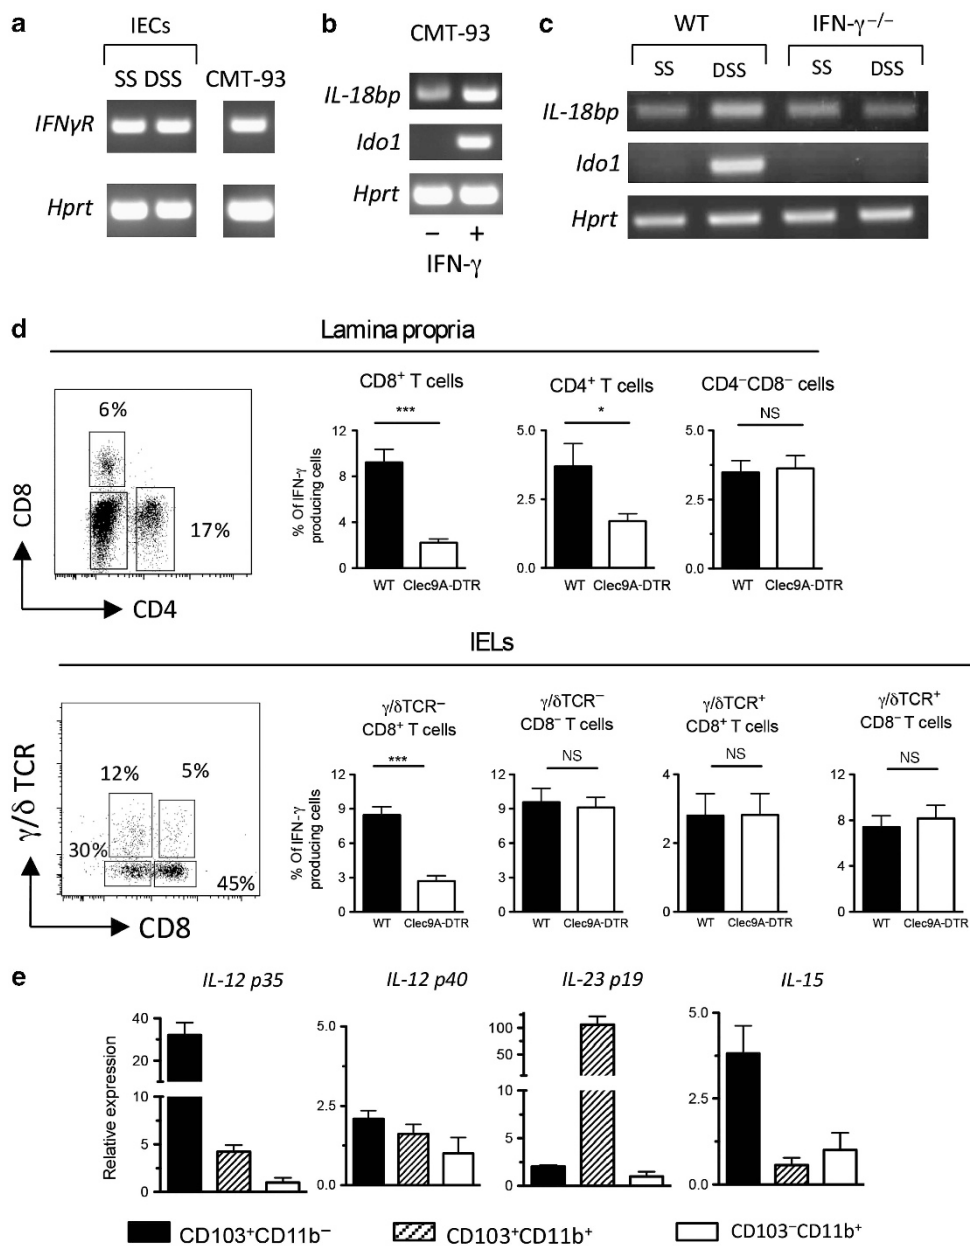 a
IECs
SS DSS CMT-93
IFNγR
Hprt
b
CMT-93
IL-18bp
Ido1
Hprt
− +
IFN-γ
c
WT IFN-γ−/−
SS DSS SS DSS
IL-18bp
Ido1
Hprt
d
Lamina propria
6%
17%
CD8
CD4
CD8+ T cells
***
% Of IFN-γ
producing cells
12
8
4
0
WT Clec9A-DTR
CD4+ T cells
*
5.0
2.5
0.0
WT Clec9A-DTR
CD4−CD8− cells
NS
5.0
2.5
0.0
WT Clec9A-DTR
IELs
12% 5%
30%
45%
γ/δ TCR
CD8
γ/δTCR−
CD8+ T cells
***
% Of IFN-γ
producing cells
12
9
6
3
0
WT Clec9A-DTR
γ/δTCR−
CD8− T cells
NS
12
9
6
3
0
WT Clec9A-DTR
γ/δTCR+
CD8+ T cells
NS
4
2
0
WT Clec9A-DTR
γ/δTCR+
CD8− T cells
NS
12
8
4
0
WT Clec9A-DTR
e
IL-12 p35
Relative expression
40
30
20
10
5
0
IL-12 p40
5.0
2.5
0.0
IL-23 p19
100
50
10
5
0
IL-15
5.0
2.5
0.0
CD103+CD11b−
CD103+CD11b+
CD103−CD11b+